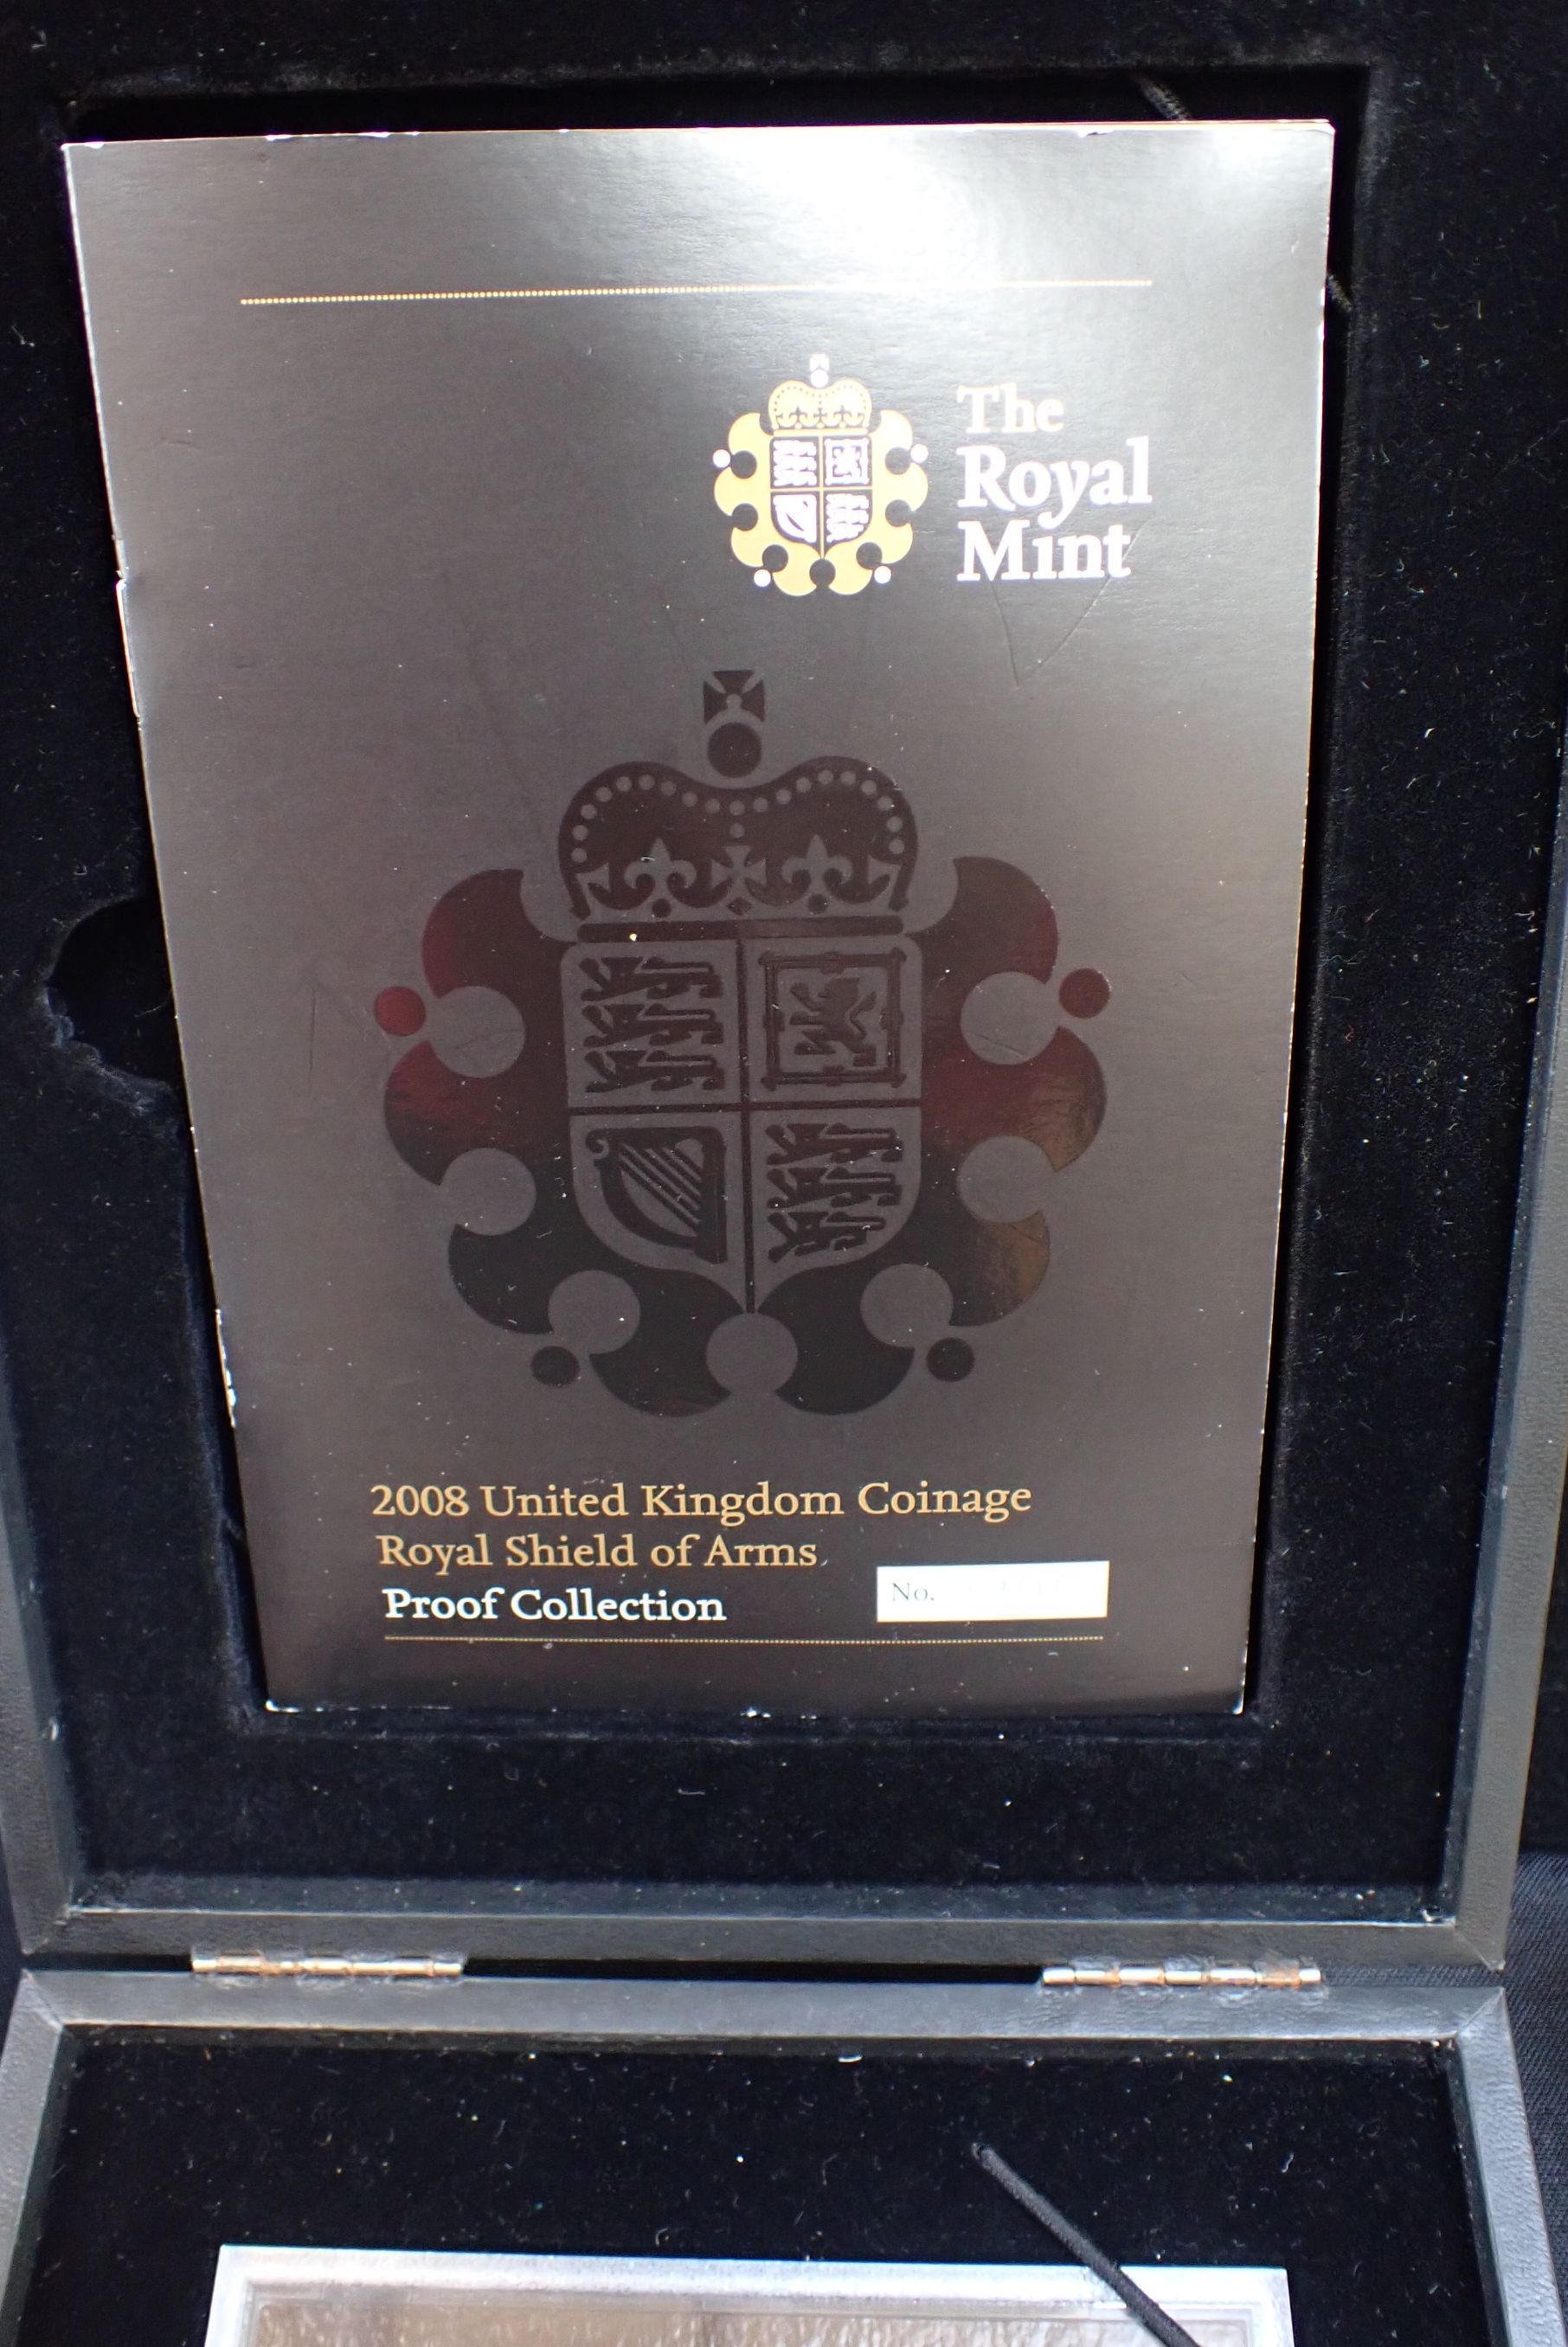 The
Royal
Mint
2008 United Kingdom Coinage
Royal Shield of Arms
Proof Collection
No.